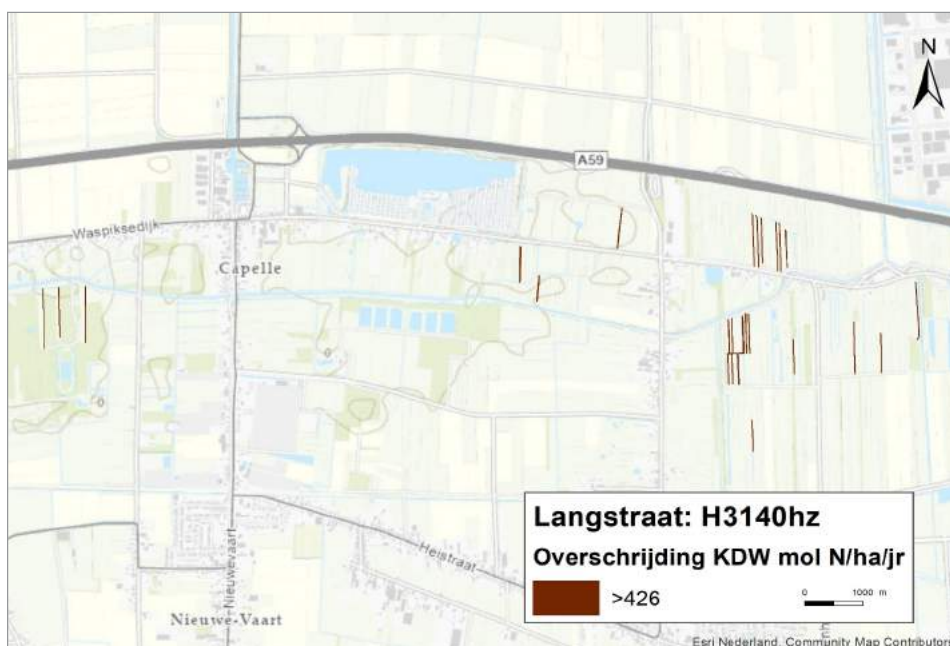 N
A59
Waspiksedijk
Capelle
Heistraat
Nieuwevaart
Nieuwe-Vaart
Langstraat: H3140hz
Overschrijding KDW mol N/ha/jr
>426
0 1000 m
Esri Nederland, Community Map Contributors